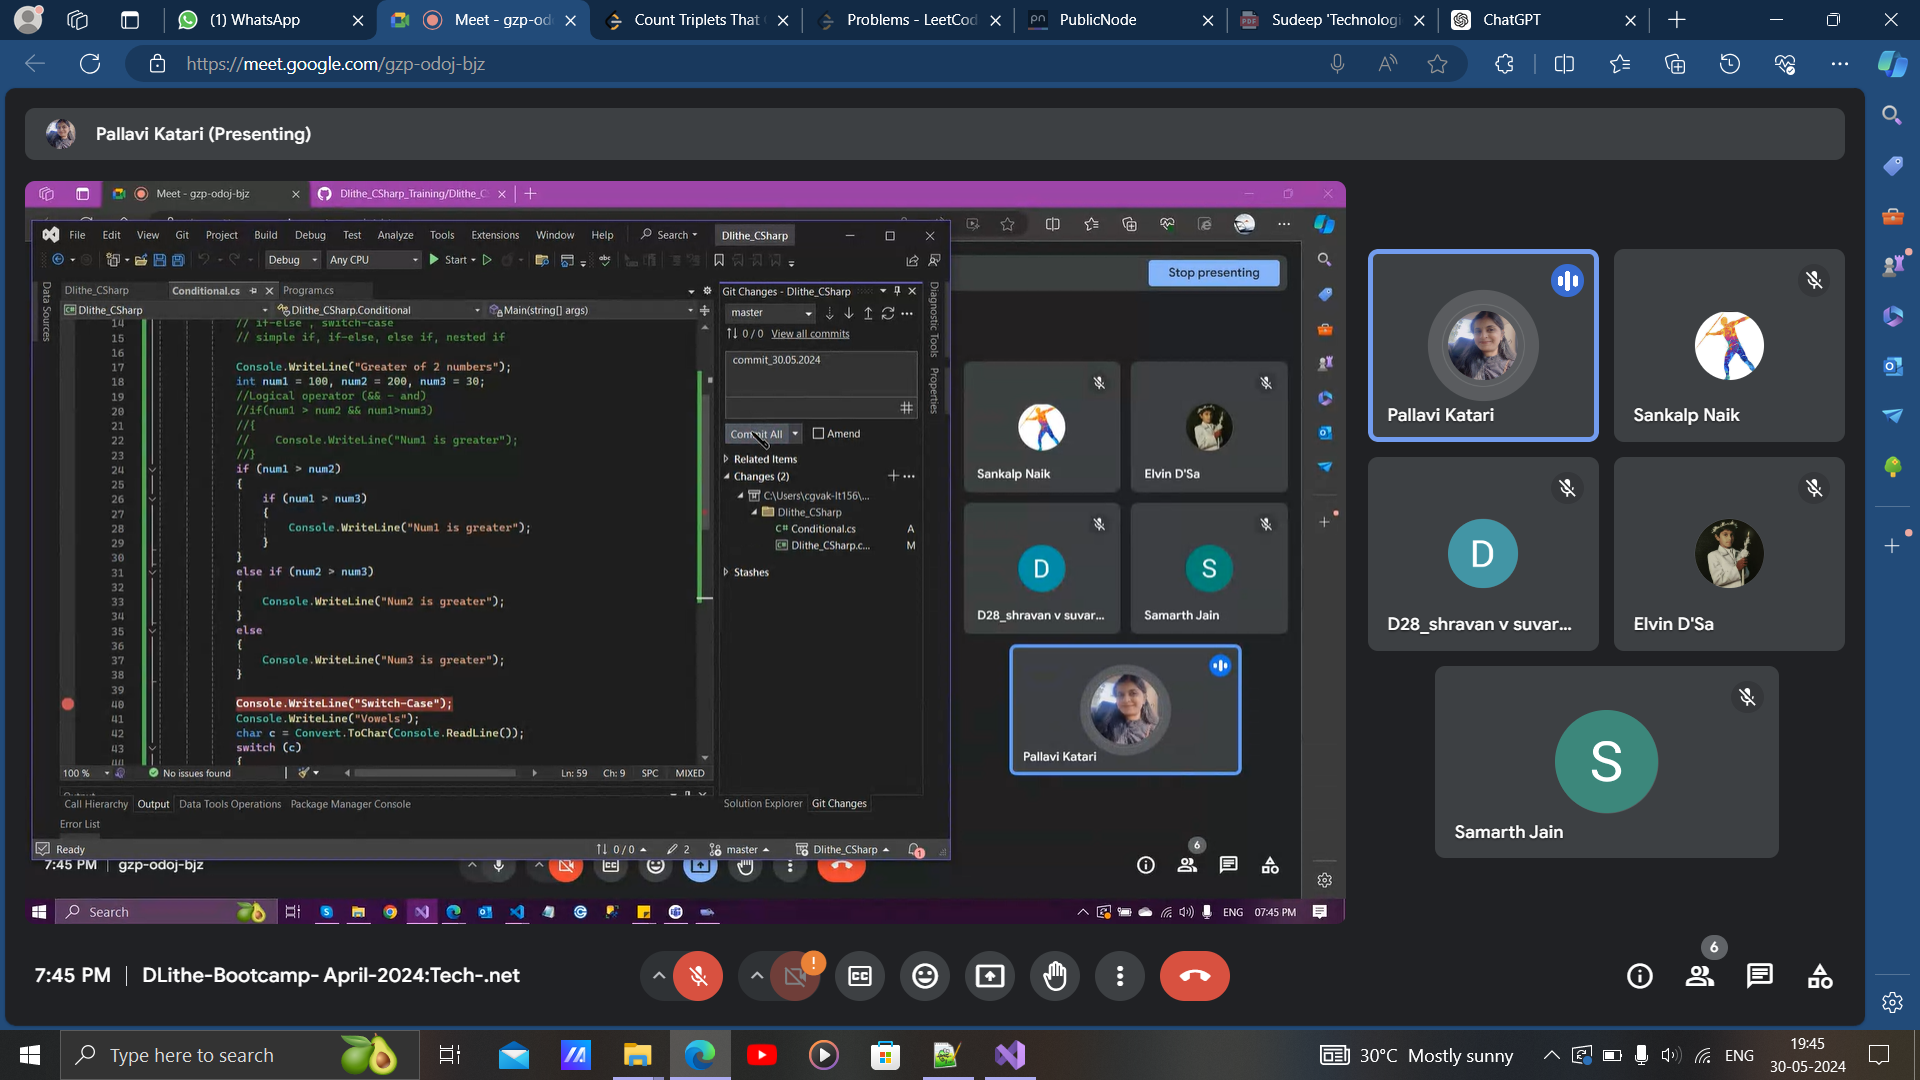 (1) WhatsApp
Meet - gzp-od
Count Triplets That
Problems - LeetCod
PublicNode
Sudeep 'Technologi
ChatGPT
https://meet.google.com/gzp-odoj-bjz
Pallavi Katari (Presenting)
Meet - gzp-odoj-bjz
Dlithe_CSharp_Training/Dlithe_C
File Edit View Git Project Build Debug Test Analyze Tools Extensions Window Help Search Dlithe_CSharp
Debug Any CPU Start
Stop presenting
Data Sources
Dlithe_CSharp
Conditional.cs
Program.cs
Dlithe_CSharp
Dlithe_CSharp.Conditional
Main(string[] args)
14 // if-else , switch-case
15 // simple if, if-else, else if, nested if
16
17 Console.WriteLine("Greater of 2 numbers");
18 int num1 = 100, num2 = 200, num3 = 30;
19 //Logical operator (&& - and)
20 //if(num1 > num2 && num1>num3)
21 //{
22 // Console.WriteLine("Num1 is greater");
23 //}
24 if (num1 > num2)
25 {
26 if (num1 > num3)
27 {
28 Console.WriteLine("Num1 is greater");
29 }
30 }
31 else if (num2 > num3)
32 {
33 Console.WriteLine("Num2 is greater");
34 }
35 else
36 {
37 Console.WriteLine("Num3 is greater");
38 }
39
40 Console.WriteLine("Switch-Case");
41 Console.WriteLine("Vowels");
42 char c = Convert.ToChar(Console.ReadLine());
43 switch (c)
44 {
100 % No issues found Ln: 59 Ch: 9 SPC MIXED
Output
Call Hierarchy Output Data Tools Operations Package Manager Console
Error List
Git Changes - Dlithe_CSharp
master
0 / 0 View all commits
commit_30.05.2024
Commit All Amend
Related Items
Changes (2)
C:\Users\cgvak-lt156\...
Dlithe_CSharp
C# Conditional.cs A
Dlithe_CSharp.c... M
Stashes
Solution Explorer Git Changes
Diagnostic Tools
Properties
Ready 0 / 0 2 master Dlithe_CSharp 1
Sankalp Naik
Elvin D'Sa
D
D28_shravan v suvar...
S
Samarth Jain
Pallavi Katari
7:45 PM gzp-odoj-bjz
6
Search
ENG 07:45 PM
Pallavi Katari
Sankalp Naik
D
D28_shravan v suvar...
Elvin D'Sa
S
Samarth Jain
7:45 PM | DLithe-Bootcamp- April-2024:Tech-.net
6
Type here to search
30°C Mostly sunny
ENG
19:45
30-05-2024